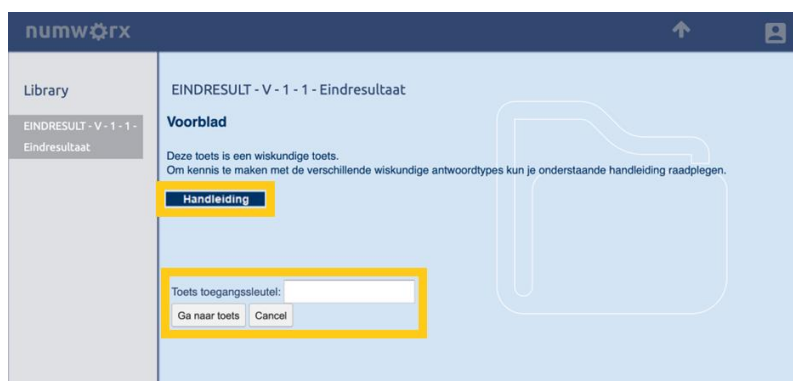 numworx
Library
EINDRESULT - V - 1 - 1 -
Eindresultaat
EINDRESULT - V - 1 - 1 - Eindresultaat
Voorblad
Deze toets is een wiskundige toets.
Om kennis te maken met de verschillende wiskundige antwoordtypes kun je onderstaande handleiding raadplegen.
Handleiding
Toets toegangssleutel:
Ga naar toets Cancel